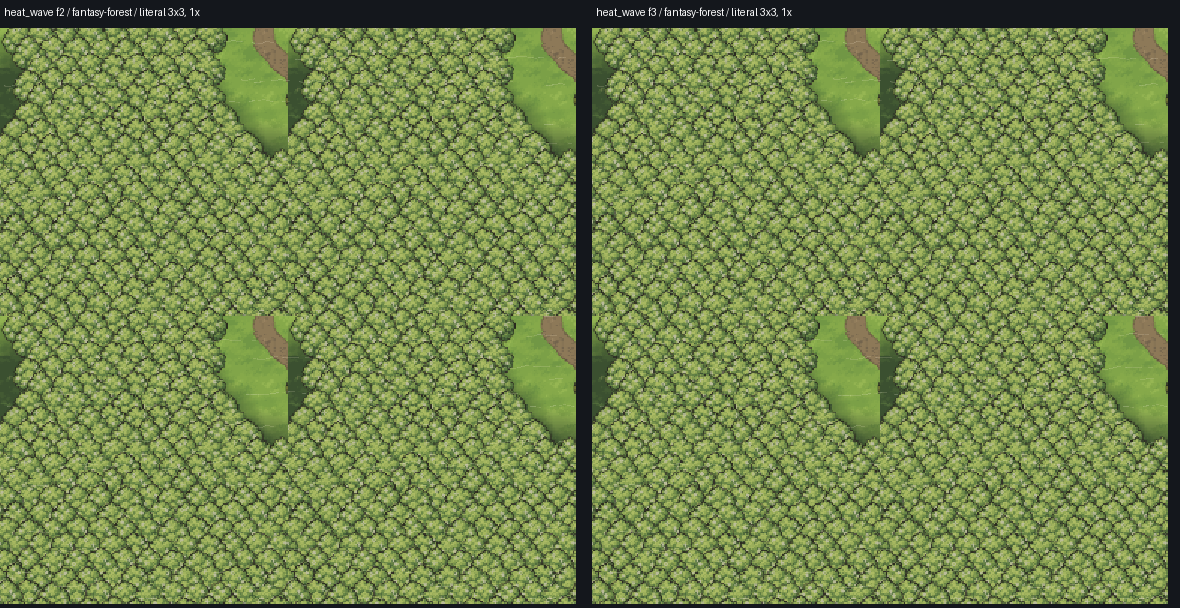 heat_wave f2 / fantasy-forest / literal 3x3, 1x
heat_wave f3 / fantasy-forest / literal 3x3, 1x